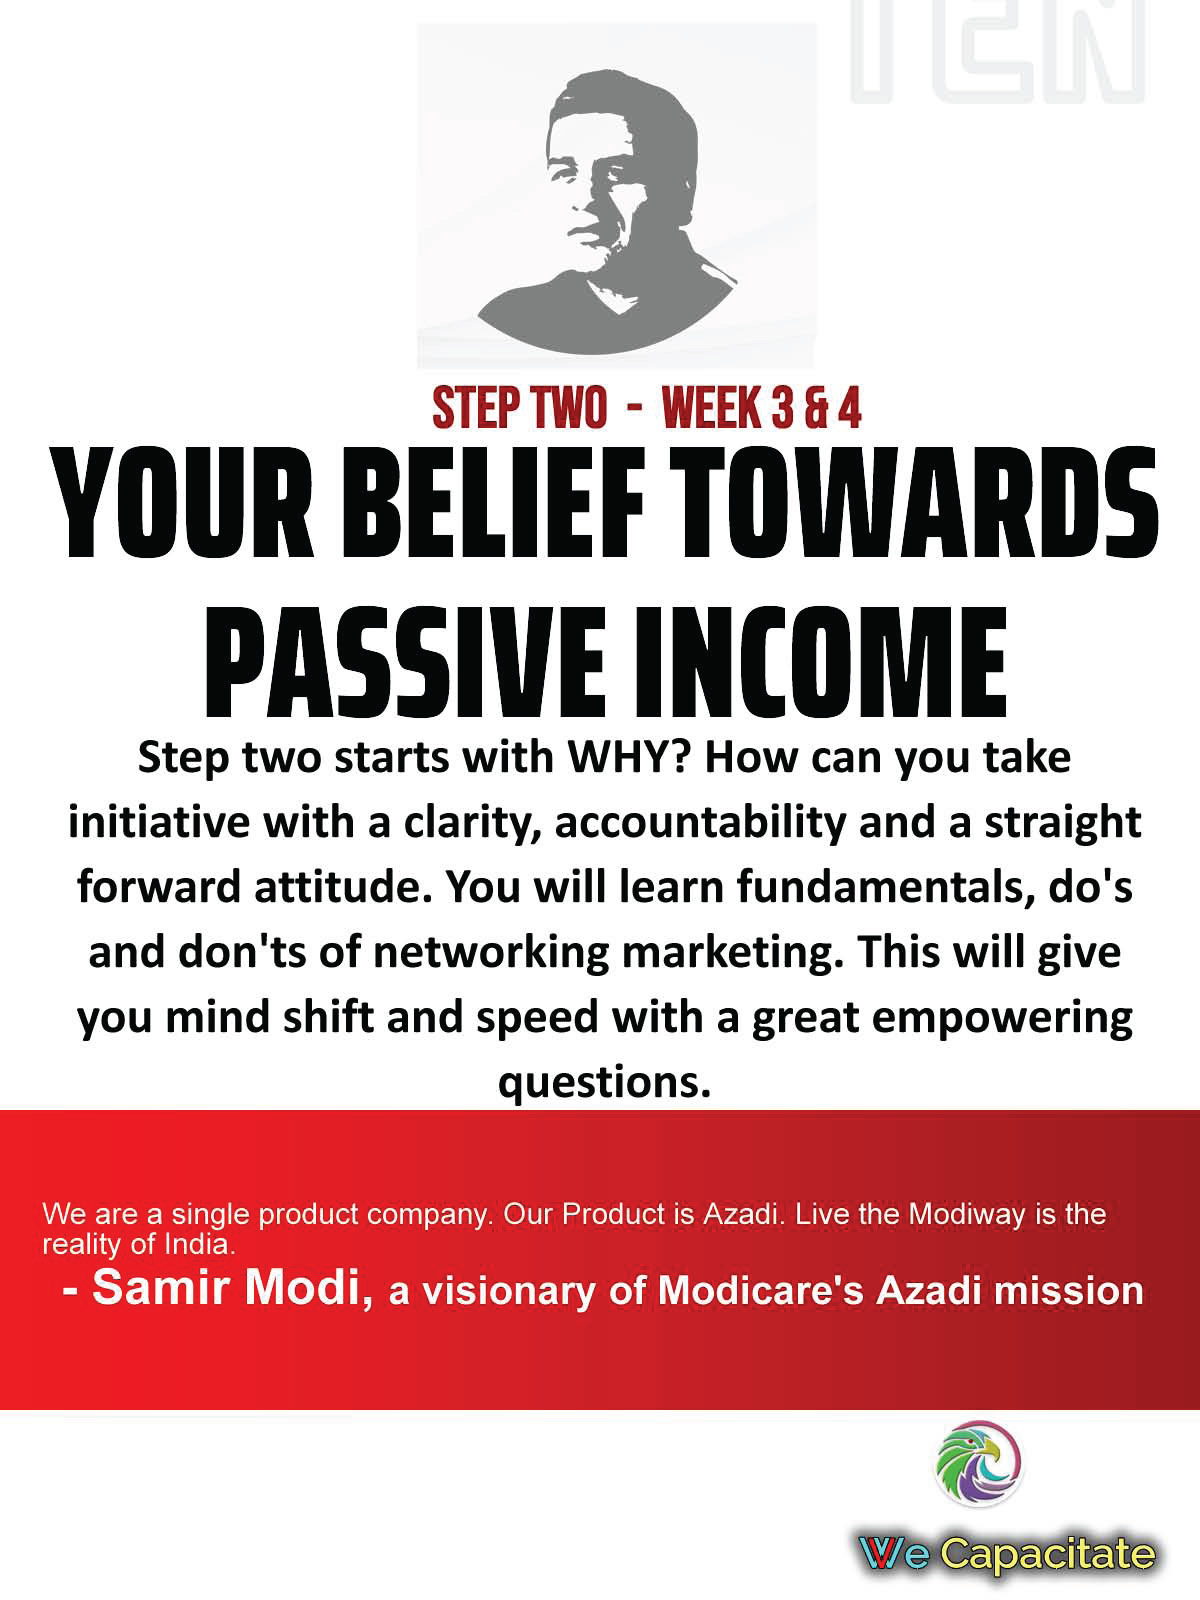 TEN
STEP TWO - WEEK 3 & 4
YOUR BELIEF TOWARDS
PASSIVE INCOME
Step two starts with WHY? How can you take
initiative with a clarity, accountability and a straight
forward attitude. You will learn fundamentals, do's
and don'ts of networking marketing. This will give
you mind shift and speed with a great empowering
questions.
We are a single product company. Our Product is Azadi. Live the Modiway is the
reality of India.
- Samir Modi, a visionary of Modicare's Azadi mission
We Capacitate